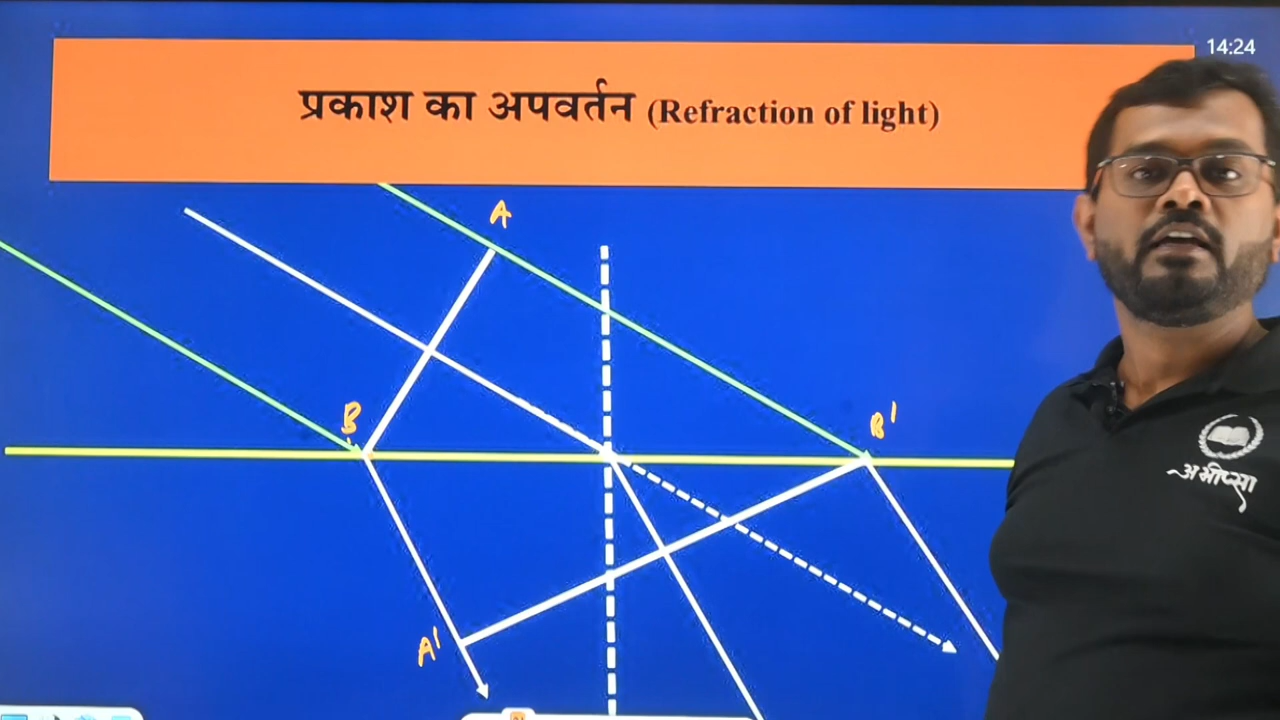 14:24
प्रकाश का अपवर्तन (Refraction of light)
A
B
B'
A'
अभीप्सा